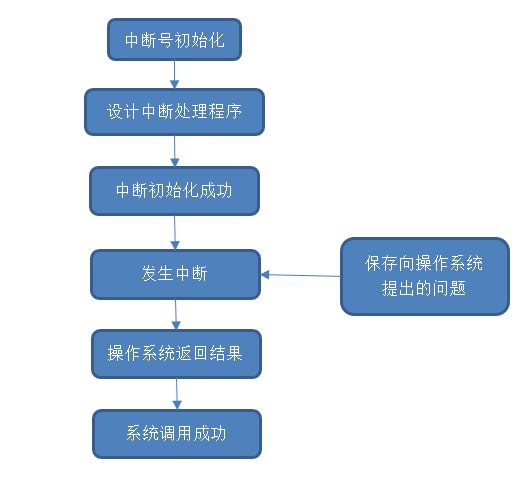 中断号初始化
设计中断处理程序
中断初始化成功
发生中断
保存向操作系统
提出的问题
操作系统返回结果
系统调用成功